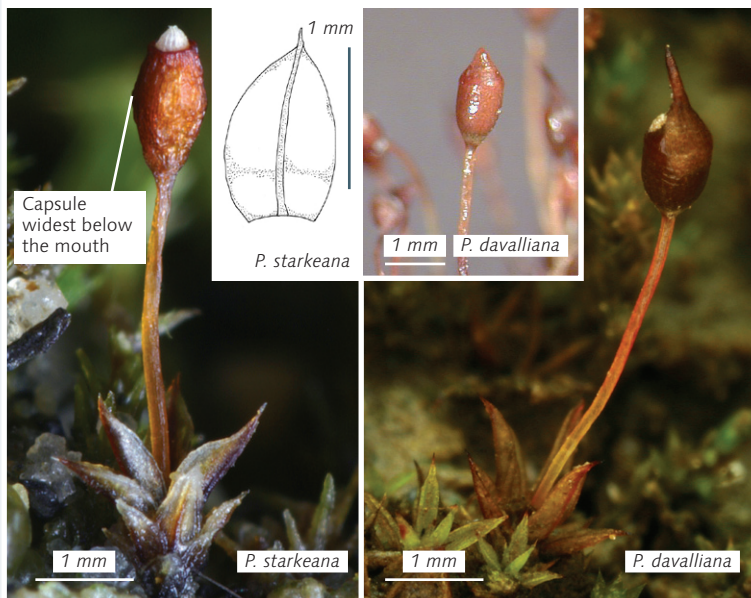 Capsule
widest below
the mouth
1 mm
P. starkeana
1 mm
P. starkeana
1 mm
P. davalliana
1 mm
P. davalliana